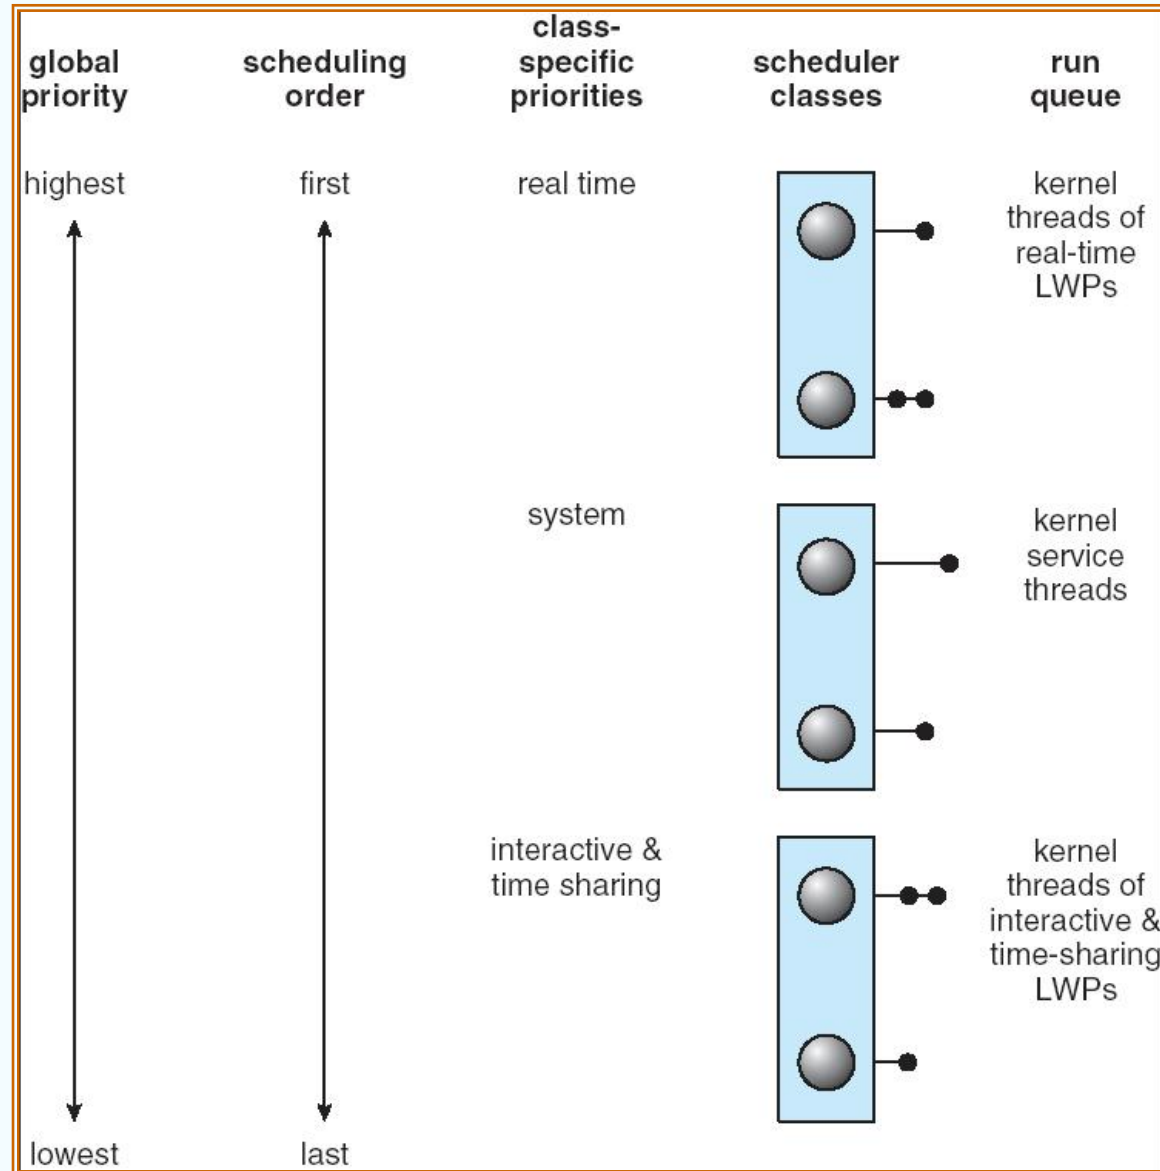 global
priority
scheduling
order
class-
specific
priorities
scheduler
classes
run
queue
highest
first
real time
kernel
threads of
real-time
LWPs
system
kernel
service
threads
interactive &
time sharing
kernel
threads of
interactive &
time-sharing
LWPs
lowest
last